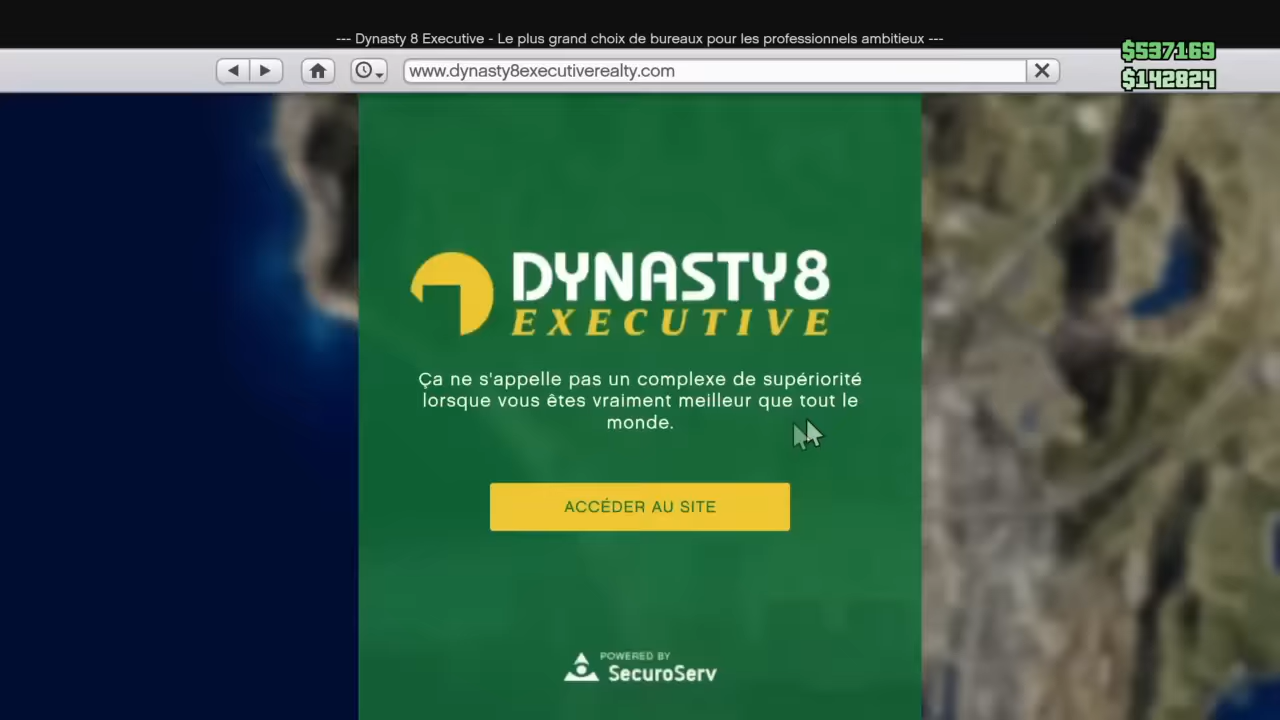 --- Dynasty 8 Executive - Le plus grand choix de bureaux pour les professionnels ambitieux ---
www.dynasty8executiverealty.com
$537169
$142824
DYNASTY 8
EXECUTIVE
Ça ne s'appelle pas un complexe de supériorité
lorsque vous êtes vraiment meilleur que tout le
monde.
ACCÉDER AU SITE
POWERED BY
SecuroServ